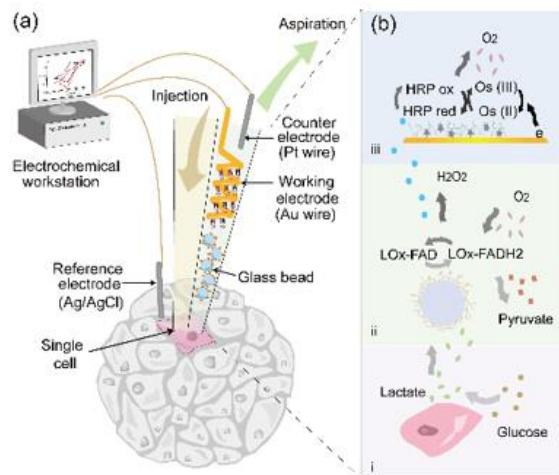 (a)
Aspiration
Injection
Counter
electrode
(Pt wire)
Electrochemical
workstation
Working
electrode
(Au wire)
Reference
electrode
(Ag/AgCl)
Glass bead
Single
cell
(b)
O2
HRP ox
Os (III)
HRP red
Os (II)
e
iii
H2O2
O2
LOx-FAD
LOx-FADH2
Pyruvate
ii
Lactate
Glucose
i